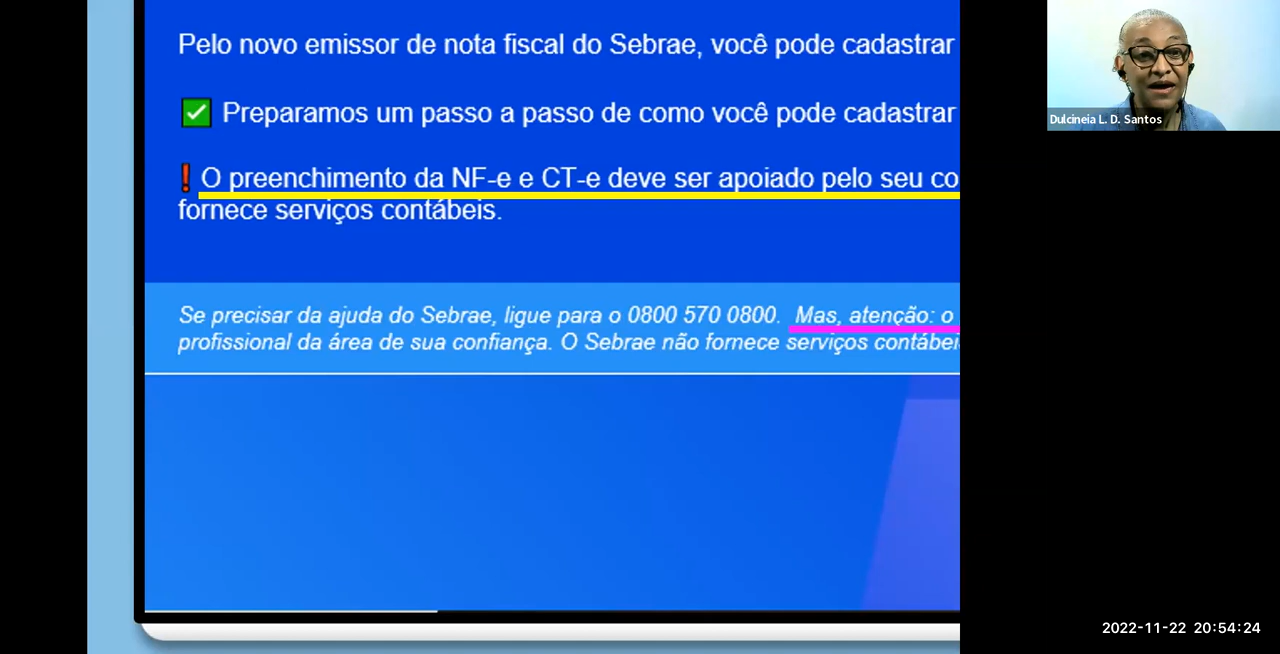 Pelo novo emissor de nota fiscal do Sebrae, você pode cadastrar
✅ Preparamos um passo a passo de como você pode cadastrar
❗ O preenchimento da NF-e e CT-e deve ser apoiado pelo seu co
fornece serviços contábeis.
Se precisar da ajuda do Sebrae, ligue para o 0800 570 0800. Mas, atenção: o
profissional da área de sua confiança. O Sebrae não fornece serviços contábei
Dulcineia L. D. Santos
2022-11-22 20:54:24